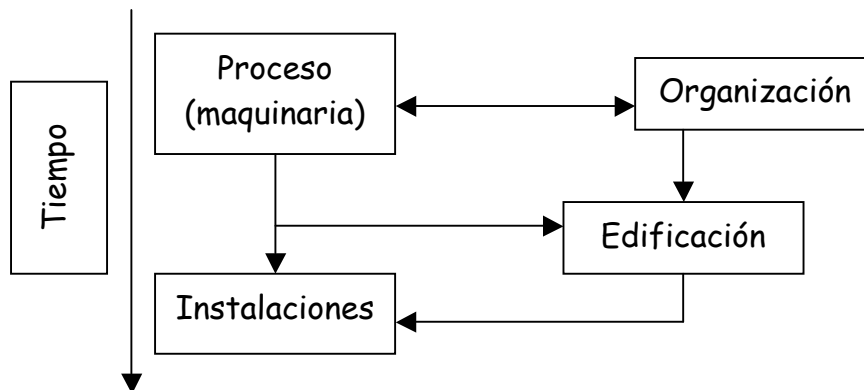 Tiempo
Proceso
(maquinaria)
Organización
Edificación
Instalaciones